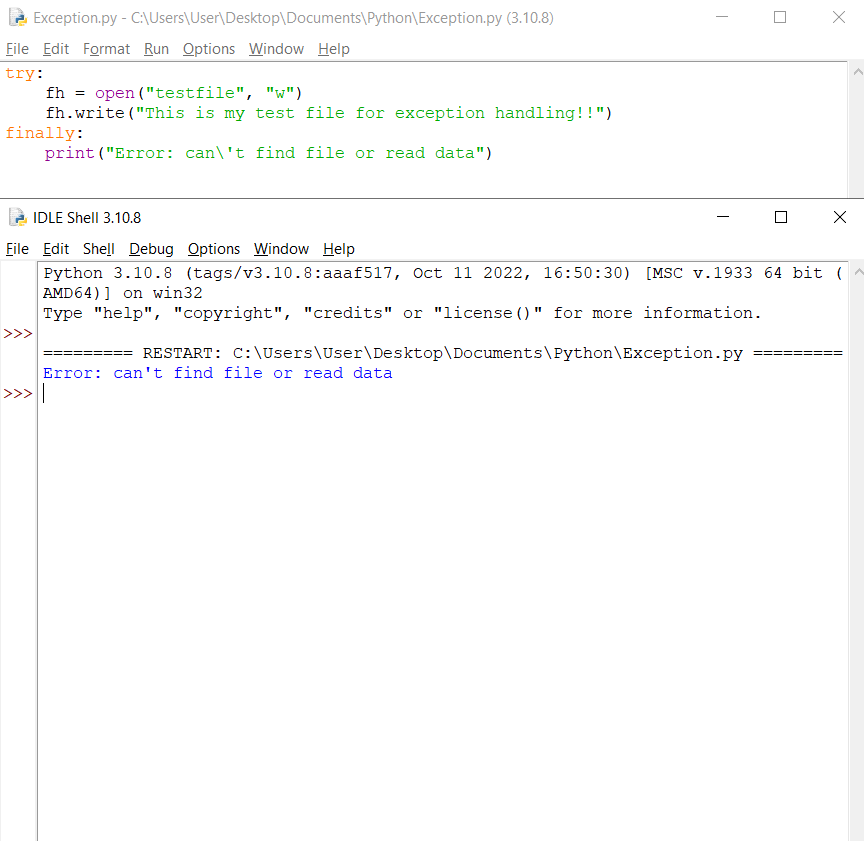 Exception.py - C:\Users\User\Desktop\Documents\Python\Exception.py (3.10.8)
File Edit Format Run Options Window Help
try:
    fh = open("testfile", "w")
    fh.write("This is my test file for exception handling!!")
finally:
    print("Error: can\'t find file or read data")
IDLE Shell 3.10.8
File Edit Shell Debug Options Window Help
Python 3.10.8 (tags/v3.10.8:aaaf517, Oct 11 2022, 16:50:30) [MSC v.1933 64 bit (
AMD64)] on win32
Type "help", "copyright", "credits" or "license()" for more information.
>>>
========= RESTART: C:\Users\User\Desktop\Documents\Python\Exception.py =========
Error: can't find file or read data
>>>